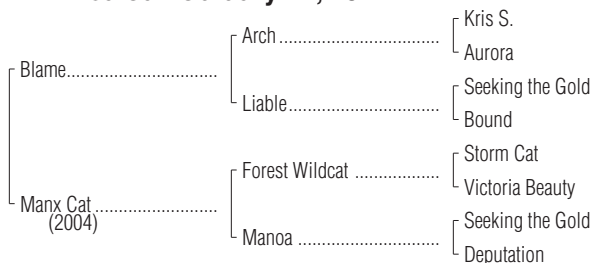 Kris S.
Arch ........................................
Aurora
Blame......................................
Seeking the Gold
Liable......................................
Bound
Storm Cat
Forest Wildcat .....................
Victoria Beauty
Manx Cat ...............................
(2004)
Seeking the Gold
Manoa ....................................
Deputation